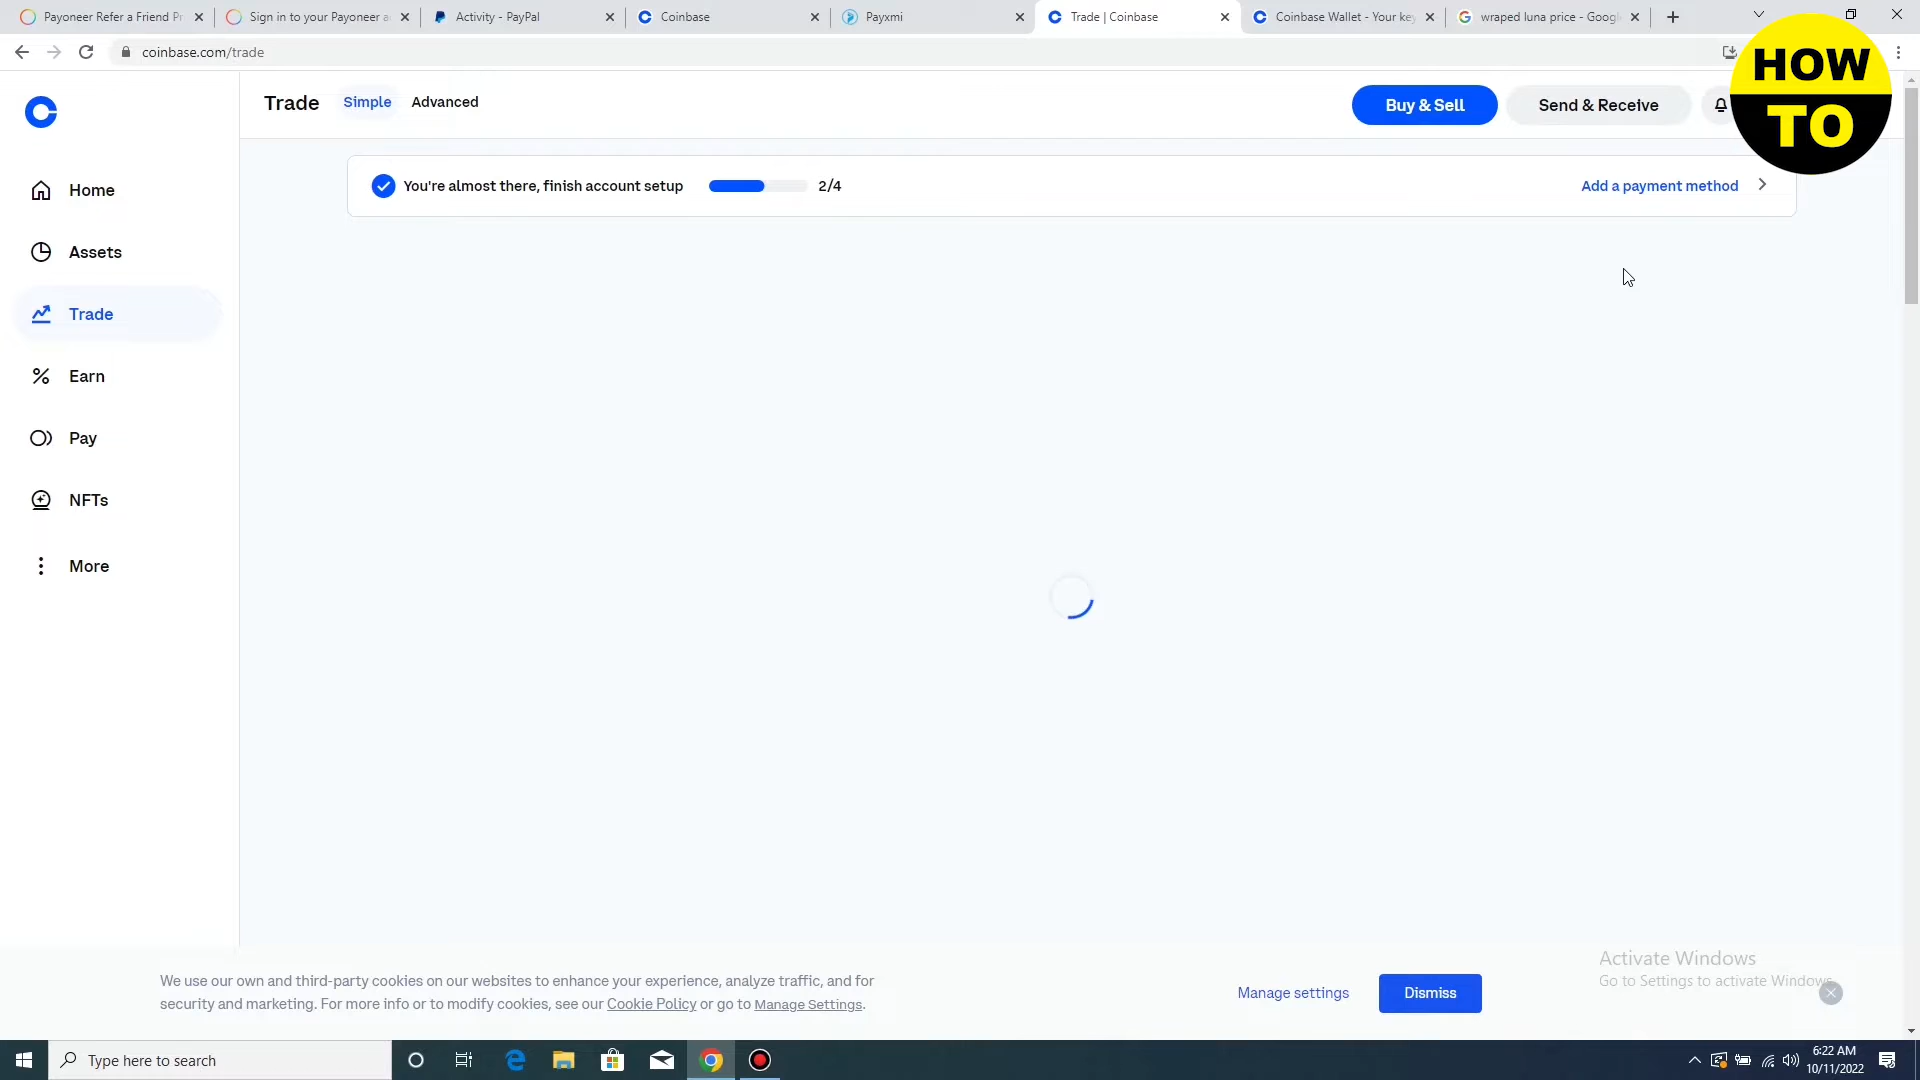 Payoneer Refer a Friend Pr
Sign in to your Payoneer a
Activity - PayPal
Coinbase
Payxmi
Trade | Coinbase
Coinbase Wallet - Your key
wraped luna price - Googl
coinbase.com/trade
HOW
TO
Trade
Simple
Advanced
Buy & Sell
Send & Receive
You're almost there, finish account setup
2/4
Add a payment method
Home
Assets
Trade
Earn
Pay
NFTs
More
We use our own and third-party cookies on our websites to enhance your experience, analyze traffic, and for
security and marketing. For more info or to modify cookies, see our Cookie Policy or go to Manage Settings.
Manage settings
Dismiss
Activate Windows
Go to Settings to activate Windows.
Type here to search
6:22 AM
10/11/2022